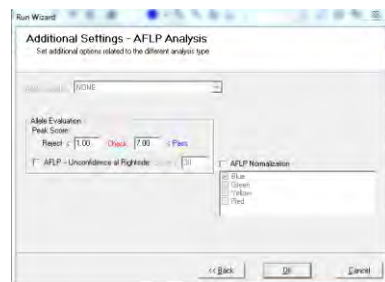 Run Wizard
Additional Settings - AFLP Analysis
Set additional options related to the different analysis type
NONE
Allele Evaluation
Peak Score
Reject < 1.00 Check 7.00 < Pass
AFLP - Unconfidence at Rightside 30
AFLP Normalization
Blue
Green
Yellow
Red
<< Back
OK
Cancel